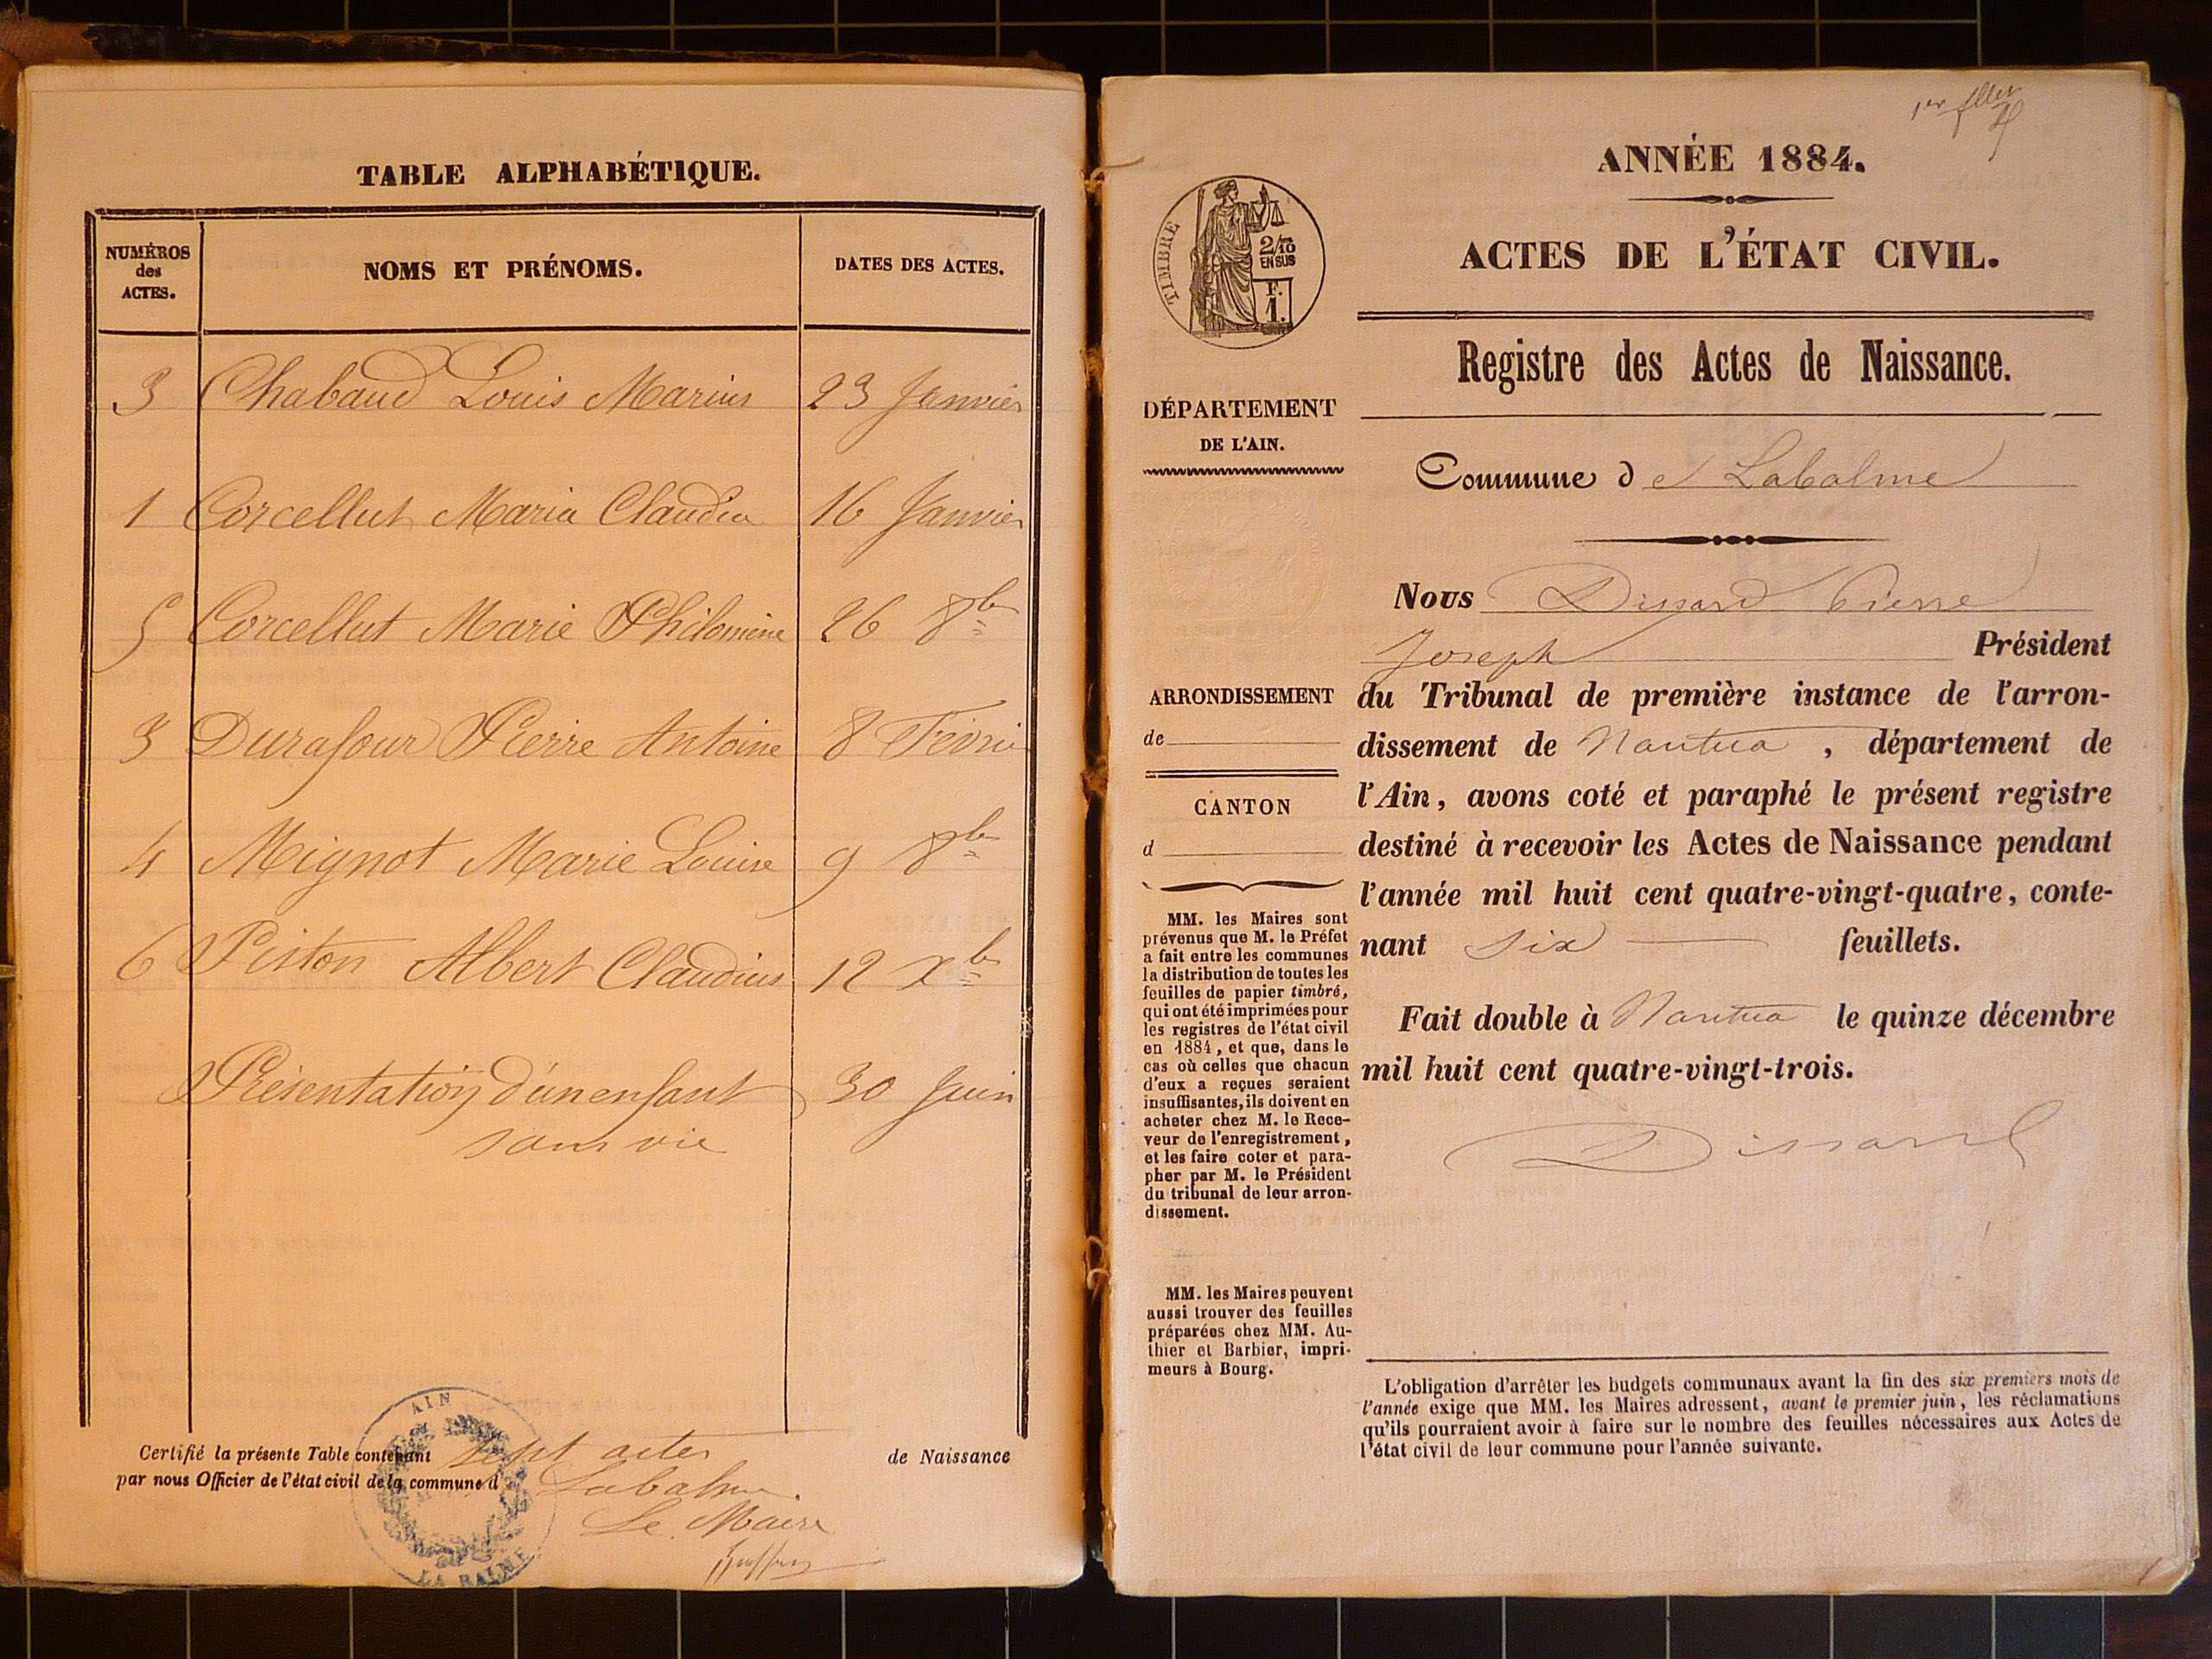 TABLE ALPHABÉTIQUE.
NUMÉROS
des
ACTES.
NOMS ET PRÉNOMS.
DATES DES ACTES.
3 Chabaud Louis Marius 23 Janvier
1 Corcellut Maria Claudia 16 Janvier
5 Corcellut Marie Philomène 26 8bre
3 Durafour Pierre Antoine 8 Févri
4 Mignot Marie Louise 9 8bre
6 Piston Albert Claudius 12 Xbre
Présentation d'un enfant 30 Juin
sans vie
Certifié la présente Table contenant sept actes de Naissance
par nous Officier de l'état civil de la commune d Labalme.
Le Maire
AIN
LA BALME
1er
ANNÉE 1884.
TIMBRE
2/10
EN SUS
F.
1.
ACTES DE L'ÉTAT CIVIL.
Registre des Actes de Naissance.
DÉPARTEMENT
DE L'AIN.
Commune de Labalme
Nous Dissard Pierre
Joseph Président
du Tribunal de première instance de l'arron-
dissement de Nantua, département de
l'Ain, avons coté et paraphé le présent registre
destiné à recevoir les Actes de Naissance pendant
l'année mil huit cent quatre-vingt-quatre, conte-
nant six feuillets.
Fait double à Nantua le quinze décembre
mil huit cent quatre-vingt-trois.
Dissard
ARRONDISSEMENT
de
CANTON
d
MM. les Maires sont
prévenus que M. le Préfet
a fait entre les communes
la distribution de toutes les
feuilles de papier timbré,
qui ont été imprimées pour
les registres de l'état civil
en 1884, et que, dans le
cas où celles que chacun
d'eux a reçues seraient
insuffisantes, ils doivent en
acheter chez M. le Rece-
veur de l'enregistrement,
et les faire coter et para-
pher par M. le Président
du tribunal de leur arron-
dissement.
MM. les Maires peuvent
aussi trouver des feuilles
préparées chez MM. Au-
thier et Barbier, impri-
meurs à Bourg.
L'obligation d'arrêter les budgets communaux avant la fin des six premiers mois de
l'année exige que MM. les Maires adressent, avant le premier juin, les réclamations
qu'ils pourraient avoir à faire sur le nombre des feuilles nécessaires aux Actes de
l'état civil de leur commune pour l'année suivante.